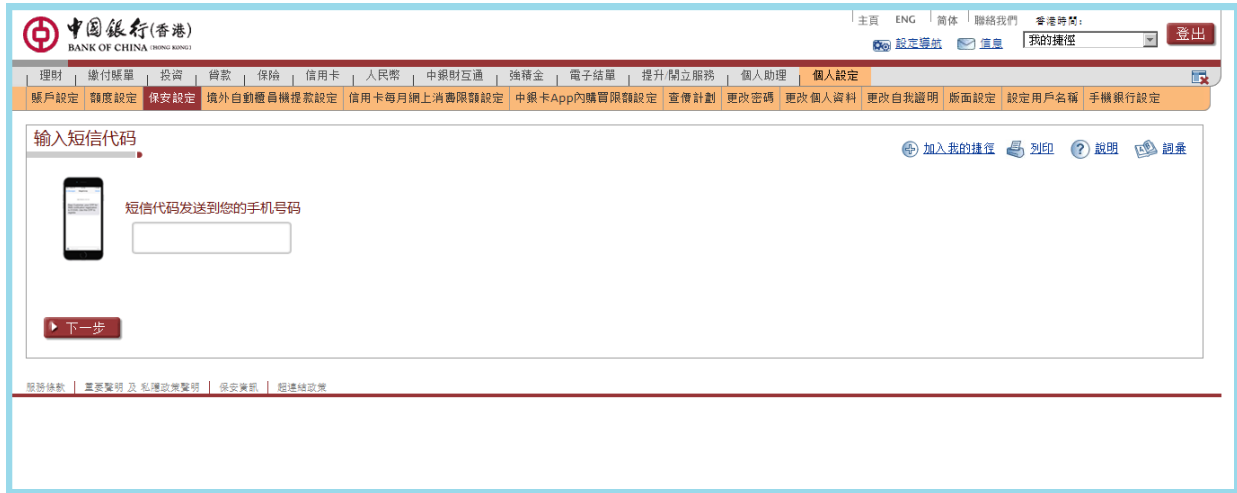 中國銀行(香港)
BANK OF CHINA (HONG KONG)
主頁 ENG 简体 聯絡我們 香港時間:
設定導航 信息 我的捷徑 登出
理財 繳付賬單 投資 貸款 保險 信用卡 人民幣 中銀財互通 強積金 電子結單 提升/開立服務 個人助理 個人設定
賬戶設定 額度設定 保安設定 境外自動櫃員機提款設定 信用卡每月網上消費限額設定 中銀卡App內購買限額設定 查價計劃 更改密碼 更改個人資料 更改自我證明 版面設定 設定用戶名稱 手機銀行設定
输入短信代码
加入我的捷徑 列印 說明 詞彙
短信代码发送到您的手机号码
下一步
服務條款 重要聲明 及 私隱政策聲明 保安資訊 超連結政策